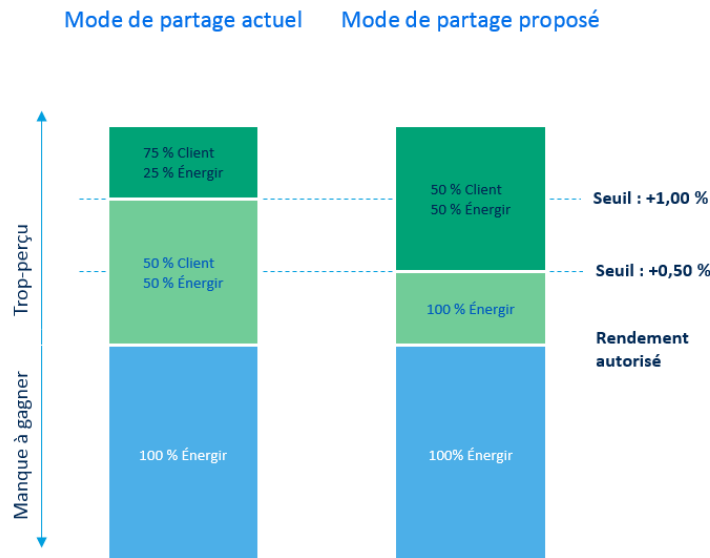 Mode de partage actuel
Mode de partage proposé
Trop-perçu
Manque à gagner
75 % Client
25 % Énergir
50 % Client
50 % Énergir
100 % Énergir
50 % Client
50 % Énergir
100 % Énergir
100% Énergir
Seuil : +1,00 %
Seuil : +0,50 %
Rendement
autorisé